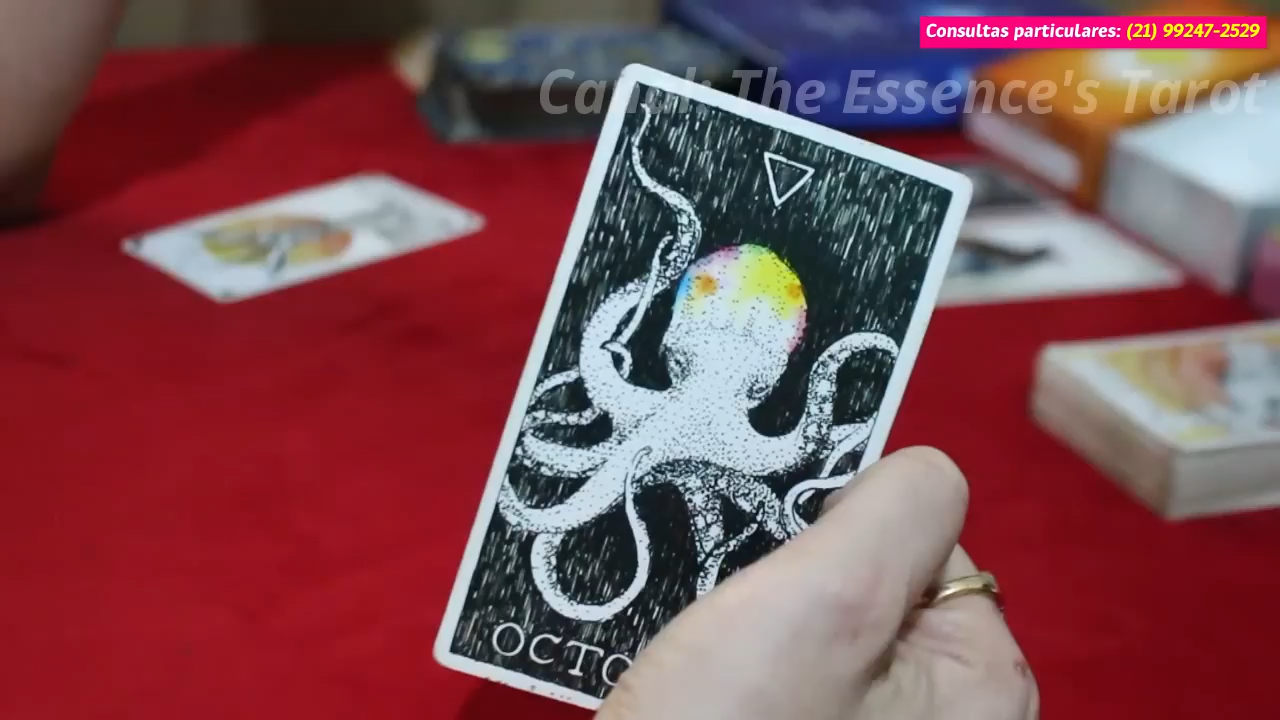 Consultas particulares: (21) 99247-2529
The Essence's Tarot
OCTO